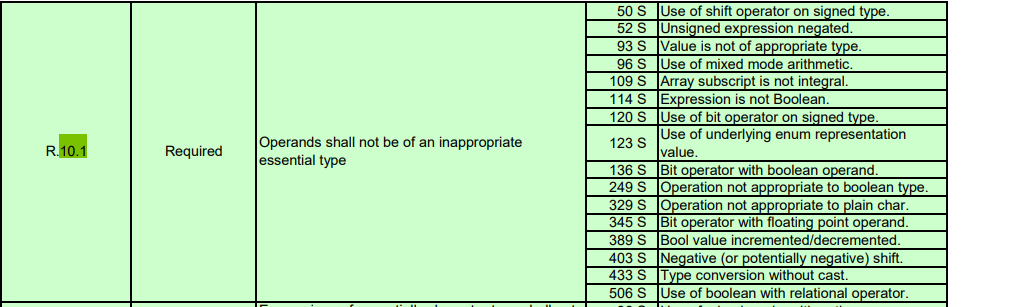 50 S Use of shift operator on signed type.
52 S Unsigned expression negated.
93 S Value is not of appropriate type.
96 S Use of mixed mode arithmetic.
109 S Array subscript is not integral.
114 S Expression is not Boolean.
120 S Use of bit operator on signed type.
R.10.1 Required Operands shall not be of an inappropriate
essential type
123 S Use of underlying enum representation
value.
136 S Bit operator with boolean operand.
249 S Operation not appropriate to boolean type.
329 S Operation not appropriate to plain char.
345 S Bit operator with floating point operand.
389 S Bool value incremented/decremented.
403 S Negative (or potentially negative) shift.
433 S Type conversion without cast.
506 S Use of boolean with relational operator.